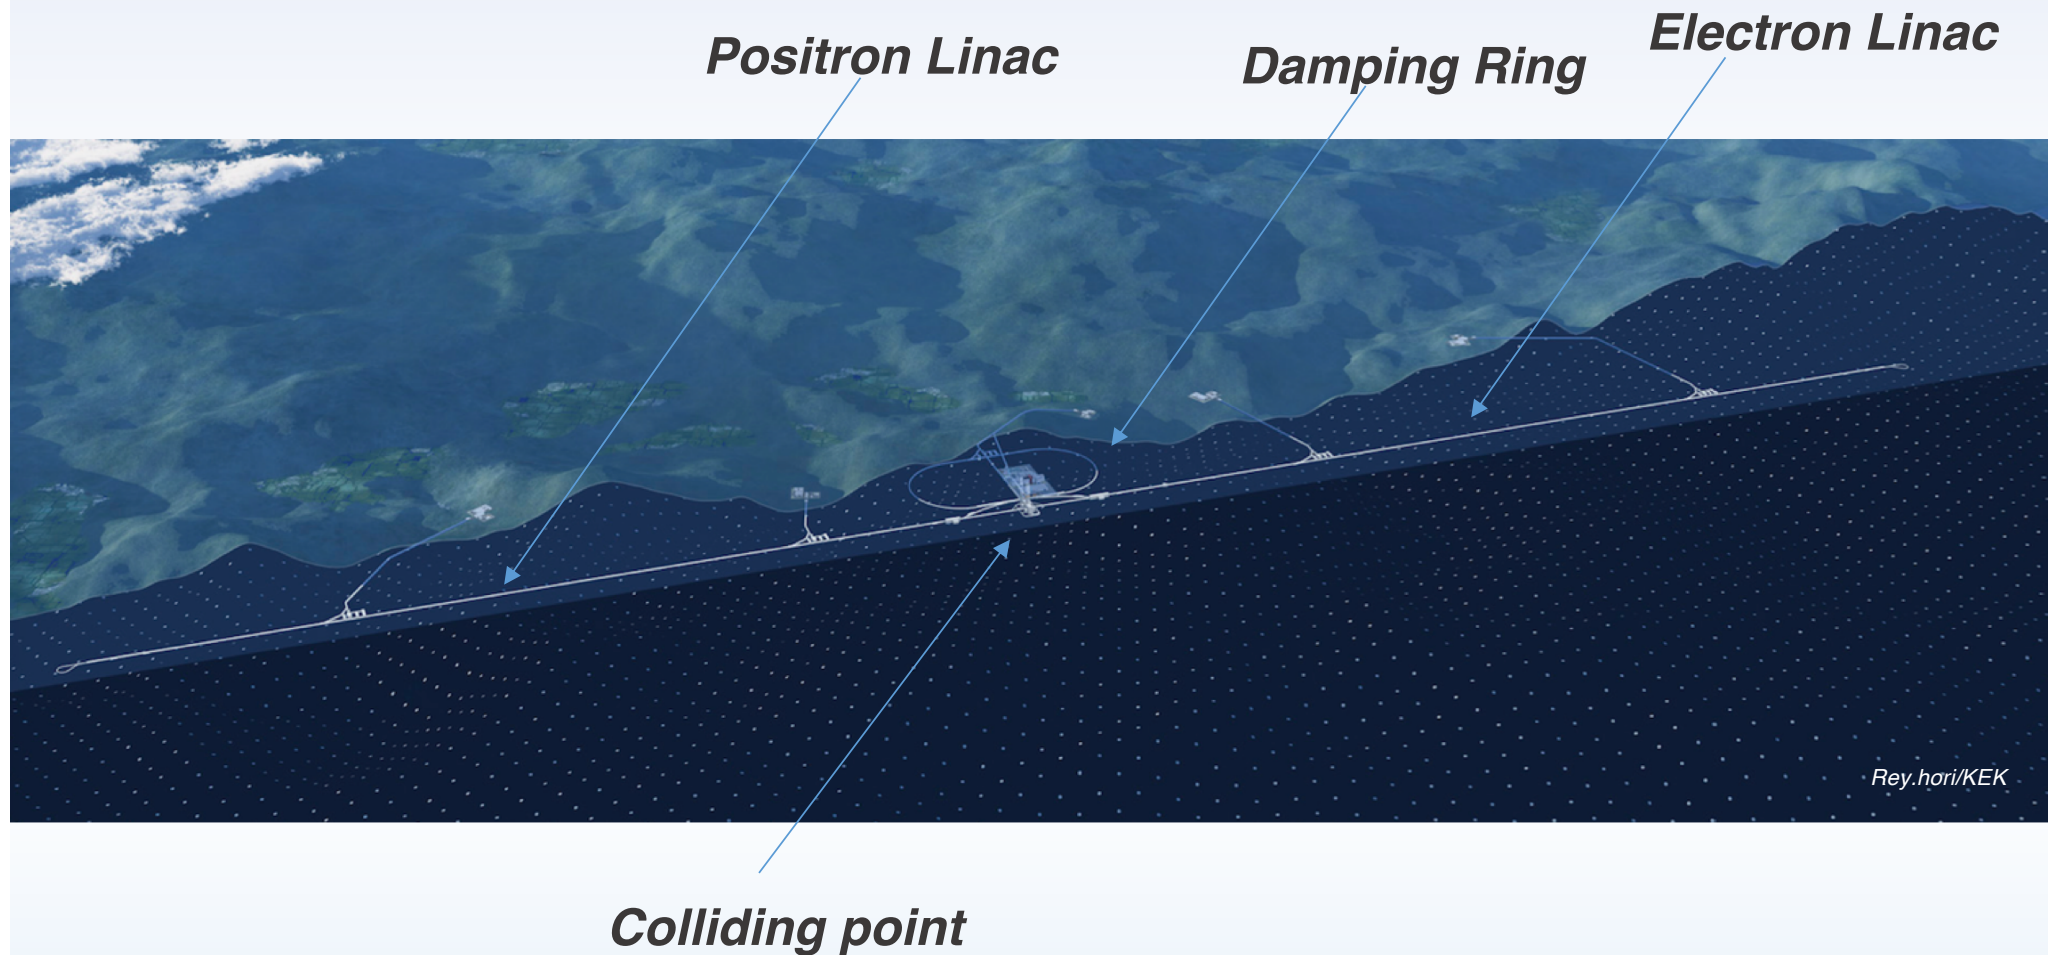 Positron Linac
Damping Ring
Electron Linac
Rey.hori/KEK
Colliding point